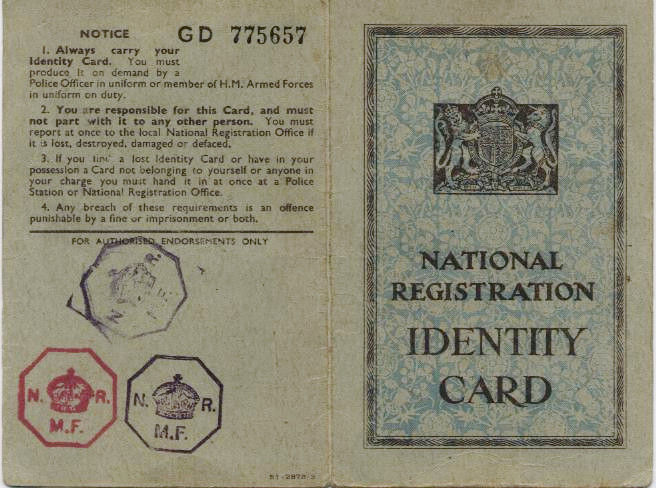 NOTICE GD 775657
1. Always carry your
Identity Card. You must
produce it on demand by a
Police Officer in uniform or member of H.M. Armed Forces
in uniform on duty.
2. You are responsible for this Card, and must
not part with it to any other person. You must
report at once to the local National Registration Office if
it is lost, destroyed, damaged or defaced.
3. If you find a lost Identity Card or have in your
possession a Card not belonging to yourself or anyone in
your charge you must hand it in at once at a Police
Station or National Registration Office.
4. Any breach of these requirements is an offence
punishable by a fine or imprisonment or both.
FOR AUTHORISED ENDORSEMENTS ONLY
N. R.
M.F.
N. R.
M.F.
N. R.
M.F.
51-2878
NATIONAL
REGISTRATION
IDENTITY
CARD